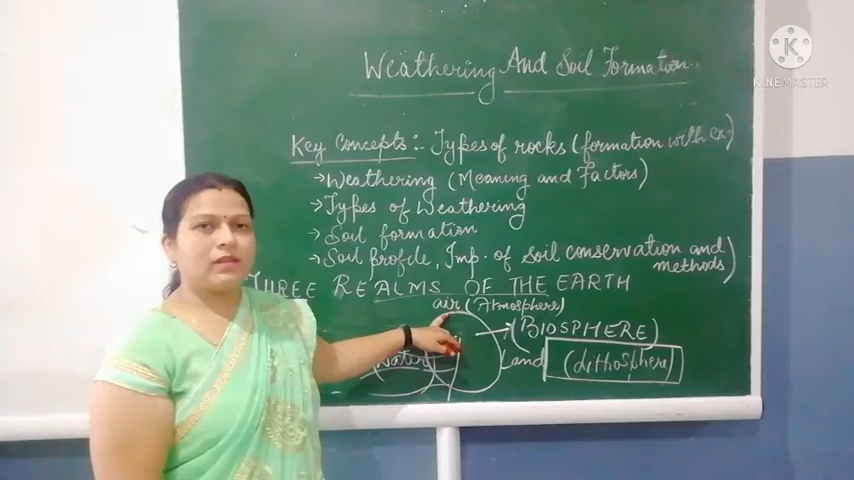 Weathering And Soil Formation
K
KINEMASTER
Key Concepts:- Types of rocks (formation with ex-)
→Weathering (Meaning and Factors)
→Types of Weathering
→Soil formation
→Soil profile, Imp. of Soil conservation and
methods)
THREE REALMS OF THE EARTH
air (Atmosphere)
(BIOSPHERE)
water
land (Lithosphere)